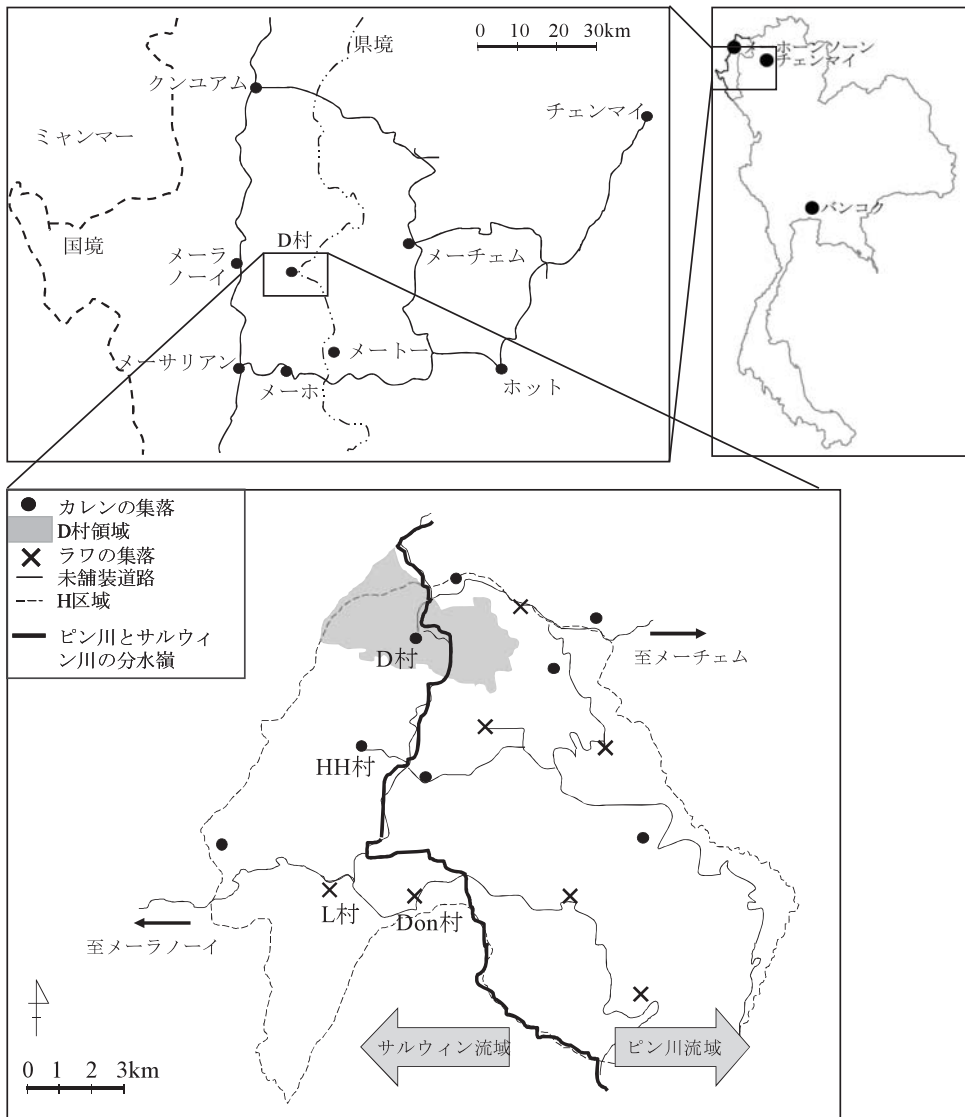 県境
0 10 20 30km
クンユアム
チェンマイ
ミャンマー
国境
D村
メーラ
ノーイ
メーチェム
メートー
メーサリアン
メーホ
ホット
メーホーンソーン
チェンマイ
バンコク
カレンの集落
D村領域
ラワの集落
未舗装道路
H区域
ピン川とサルウィ
ン川の分水嶺
D村
至メーチェム
HH村
L村
Don村
至メーラノーイ
サルウィン流域
ピン川流域
0 1 2 3km